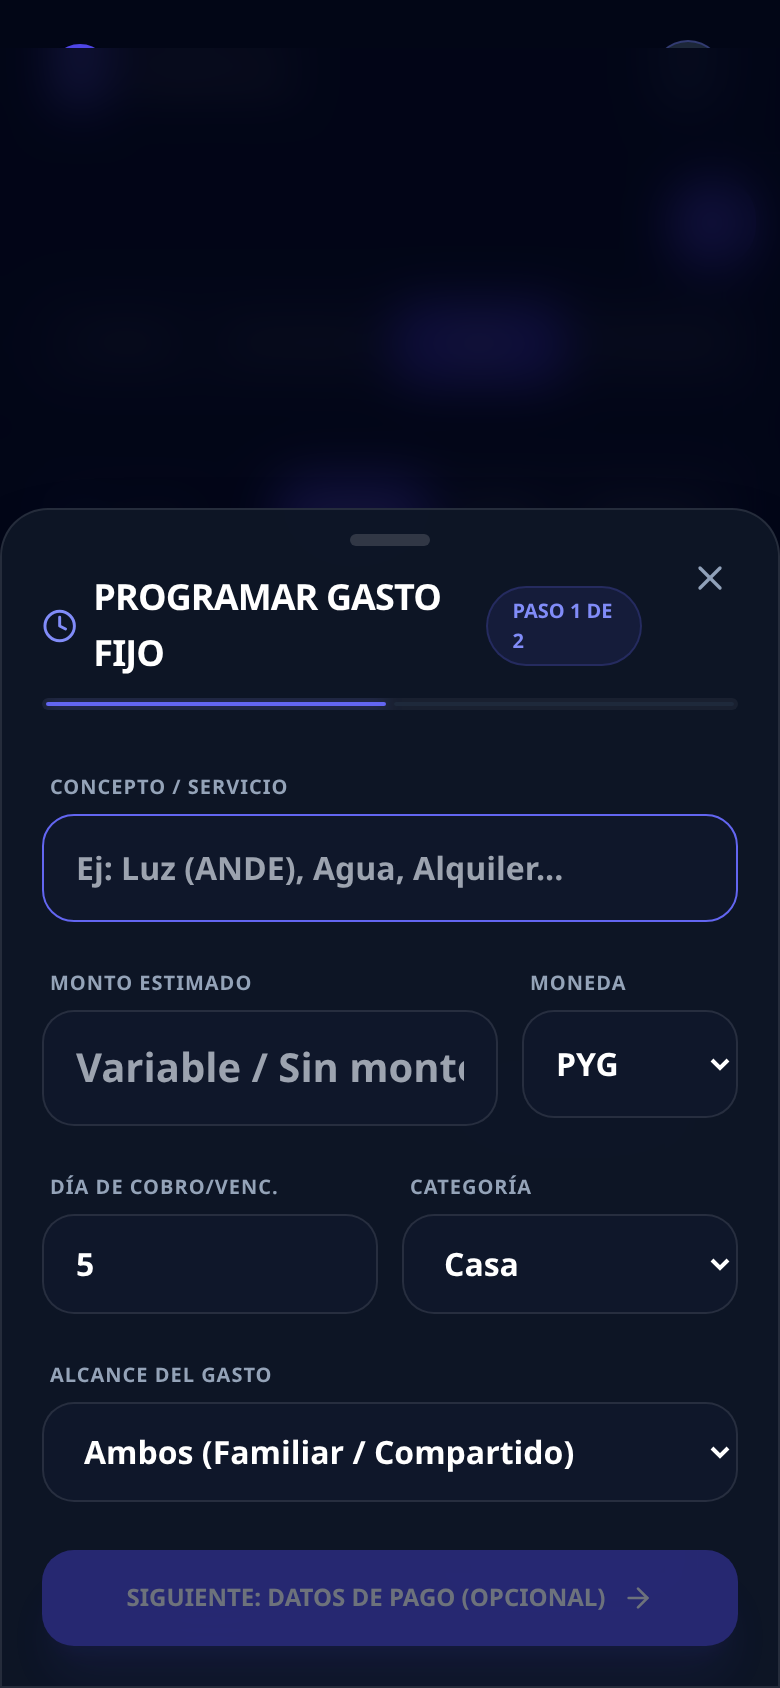 PROGRAMAR GASTO
FIJO
PASO 1 DE
2
CONCEPTO / SERVICIO
Ej: Luz (ANDE), Agua, Alquiler...
MONTO ESTIMADO
MONEDA
Variable / Sin monto
PYG
DÍA DE COBRO/VENC.
CATEGORÍA
5
Casa
ALCANCE DEL GASTO
Ambos (Familiar / Compartido)
SIGUIENTE: DATOS DE PAGO (OPCIONAL)